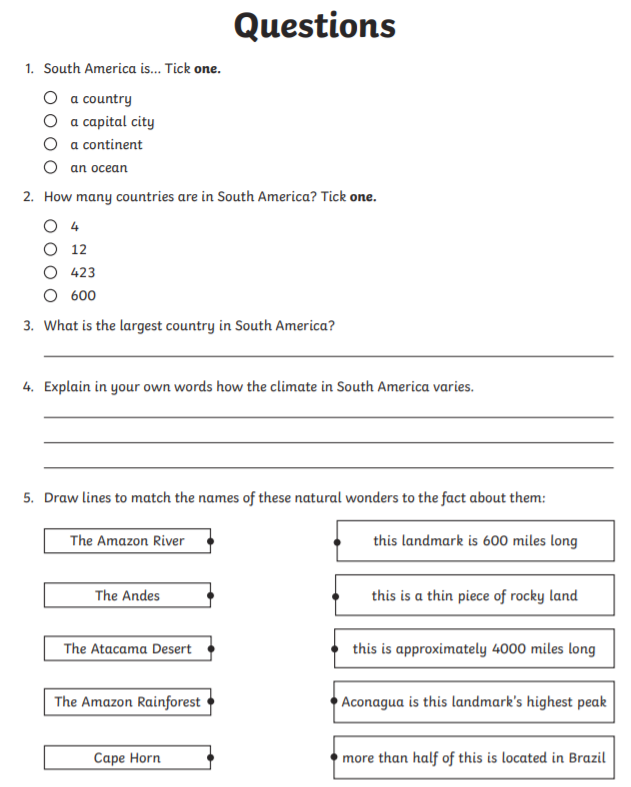 Questions
1. South America is... Tick one.
a country
a capital city
a continent
an ocean
2. How many countries are in South America? Tick one.
4
12
423
600
3. What is the largest country in South America?
4. Explain in your own words how the climate in South America varies.
5. Draw lines to match the names of these natural wonders to the fact about them:
The Amazon River
this landmark is 600 miles long
The Andes
this is a thin piece of rocky land
The Atacama Desert
this is approximately 4000 miles long
The Amazon Rainforest
Aconagua is this landmark's highest peak
Cape Horn
more than half of this is located in Brazil